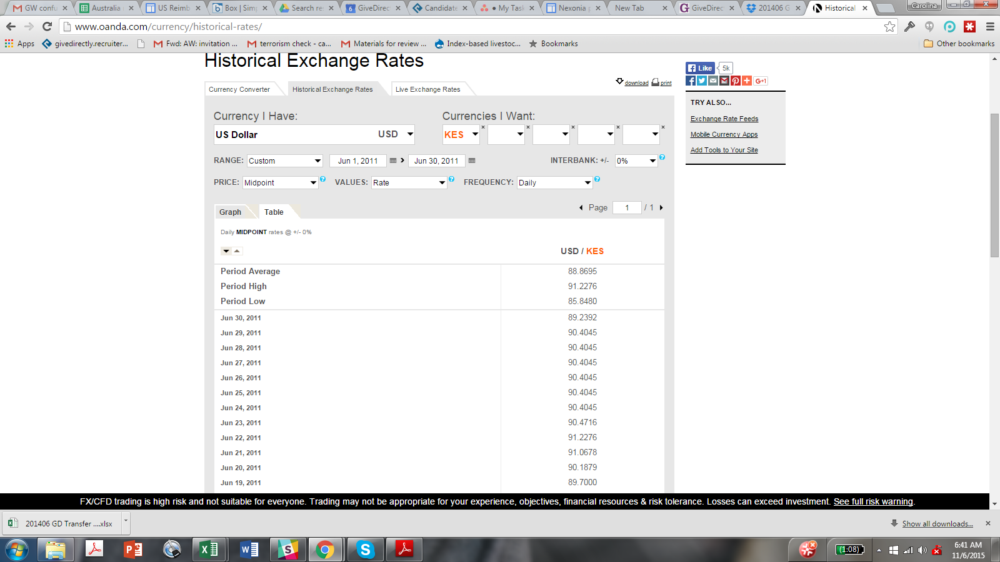 GW confu
Australia
US Reimb
Box | Simp
Search re
GiveDirec
Candidate
● My Task
Nexonia p
New Tab
GiveDirec
201406 G
Historical
Carolina
www.oanda.com/currency/historical-rates/
Apps
givedirectly.recruiter...
Fwd: AW: invitation ...
terrorism check - ca...
Materials for review ...
Index-based livestoc...
Bookmarks
Other bookmarks
Historical Exchange Rates
Like 5k
G+1
download print
Currency Converter
Historical Exchange Rates
Live Exchange Rates
TRY ALSO...
Exchange Rate Feeds
Mobile Currency Apps
Add Tools to Your Site
Currency I Have:
Currencies I Want:
US Dollar USD
KES
RANGE: Custom Jun 1, 2011 › Jun 30, 2011 INTERBANK: +/- 0% ?
PRICE: Midpoint ? VALUES: Rate ? FREQUENCY: Daily ?
Graph Table Page 1 / 1
Daily MIDPOINT rates @ +/- 0%
USD / KES
Period Average 88.8695
Period High 91.2276
Period Low 85.8480
Jun 30, 2011 89.2392
Jun 29, 2011 90.4045
Jun 28, 2011 90.4045
Jun 27, 2011 90.4045
Jun 26, 2011 90.4045
Jun 25, 2011 90.4045
Jun 24, 2011 90.4045
Jun 23, 2011 90.4716
Jun 22, 2011 91.2276
Jun 21, 2011 91.0678
Jun 20, 2011 90.1879
Jun 19, 2011 89.7000
FX/CFD trading is high risk and not suitable for everyone. Trading may not be appropriate for your experience, objectives, financial resources & risk tolerance. Losses can exceed investment. See full risk warning.
201406 GD Transfer ....xlsx
Show all downloads...
(1:08)
6:41 AM
11/6/2015